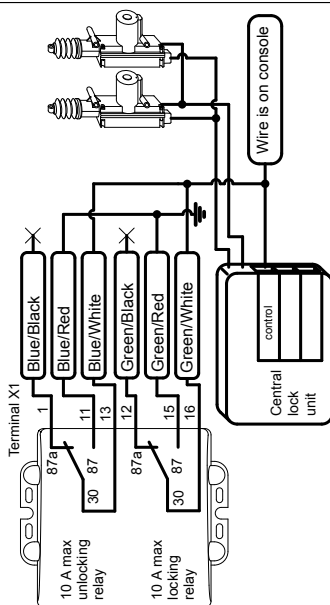 Terminal X1
1
11
13
12
15
16
Blue/Black
Blue/Red
Blue/White
Green/Black
Green/Red
Green/White
87a
87
30
87a
87
30
10 A max
unlocking
relay
10 A max
locking
relay
control
Central
lock
unit
Wire is on console